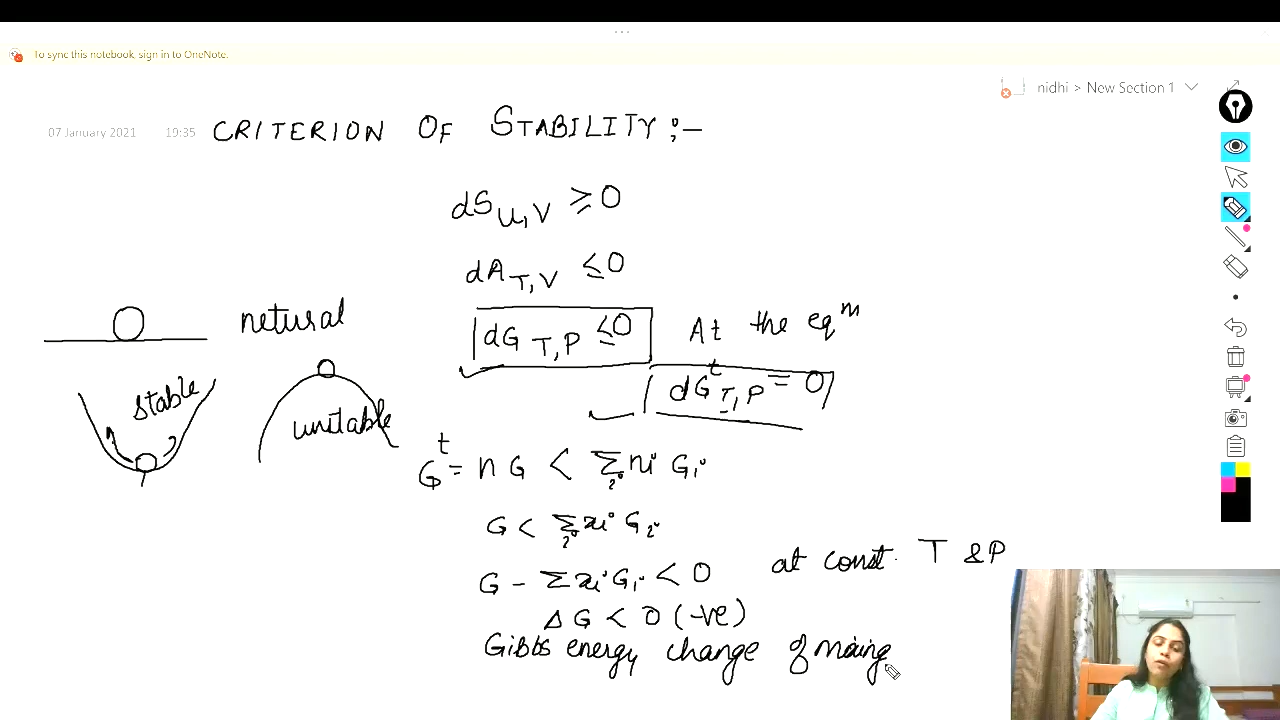 To sync this notebook, sign in to OneNote.
nidhi > New Section 1
07 January 2021 19:35
CRITERION OF STABILITY :-
dS U,V ≥ 0
dA T,V ≤ 0
netural
dG T,P ≤ 0 At the eqᵐ
stable
unstable
dGᵗ T,P = 0
Gᵗ = nG < Σᵢ nᵢ Gᵢ
G < Σᵢ xᵢ Gᵢ
G - Σ xᵢ Gᵢ < 0 at const. T & P
ΔG < 0 (-ve)
Gibbs energy change of mixing